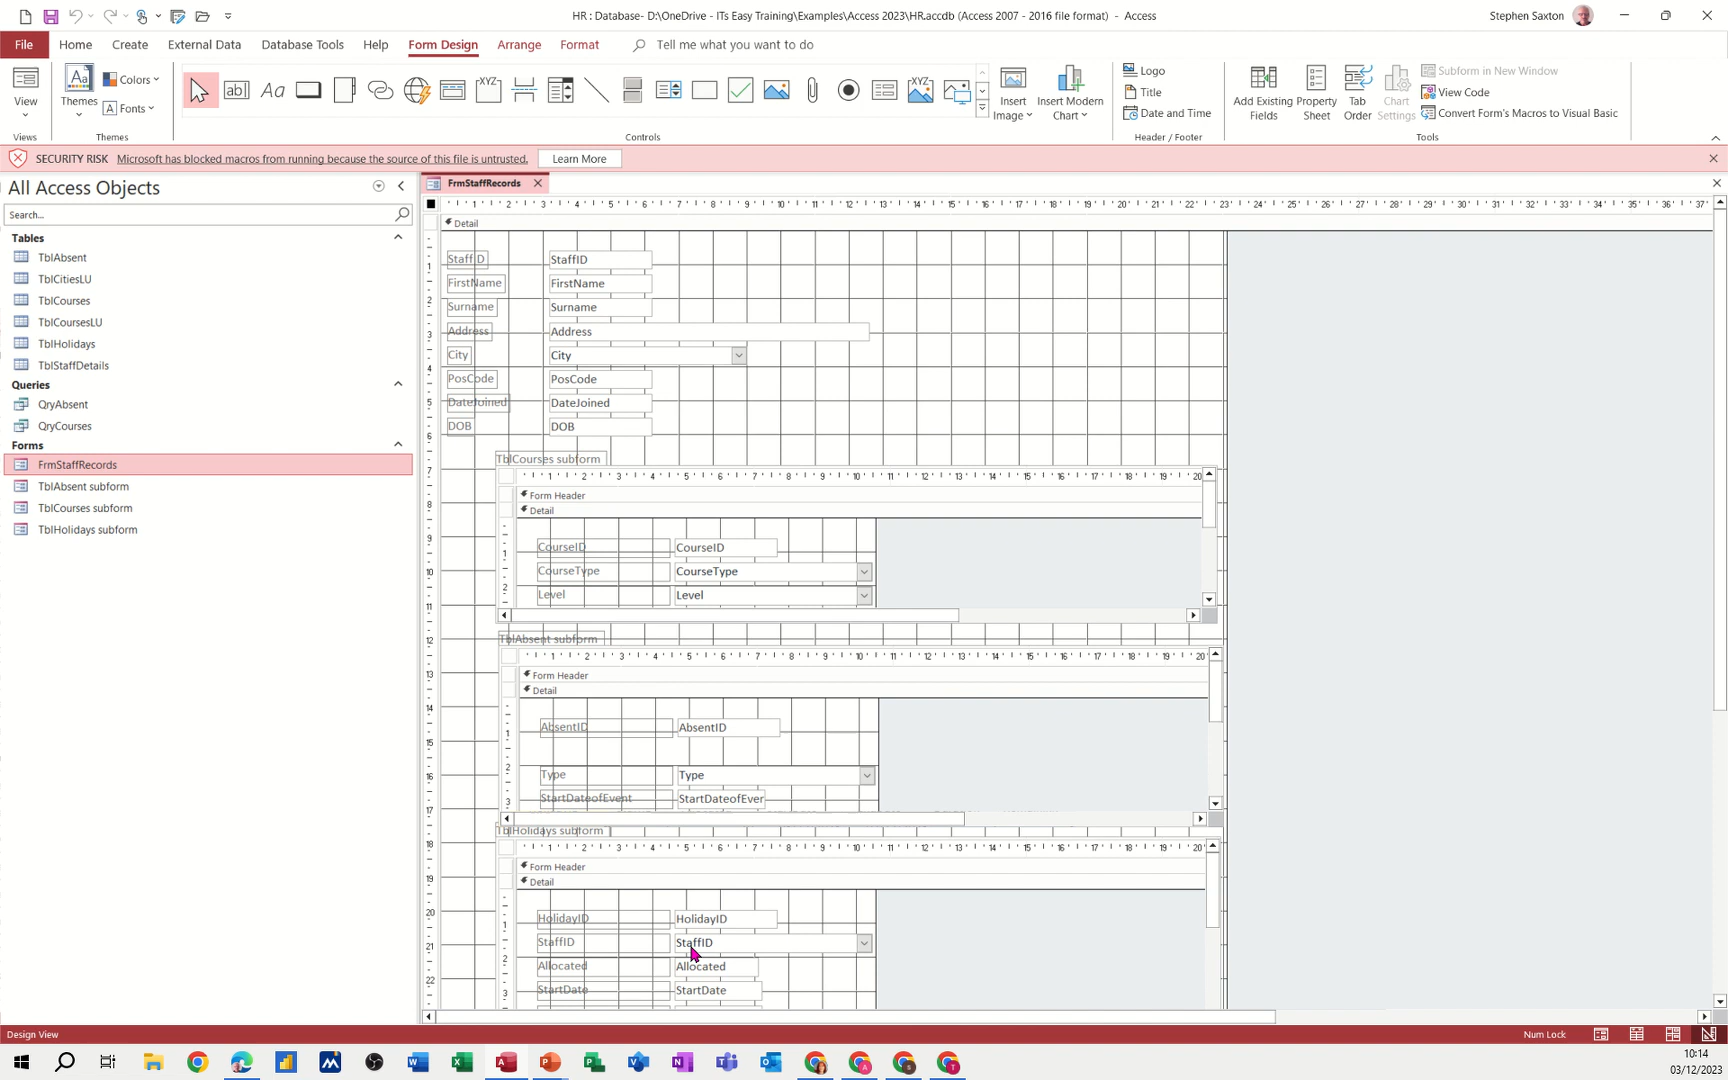 HR : Database- D:\OneDrive - ITs Easy Training\Examples\Access 2023\HR.accdb (Access 2007 - 2016 file format) - Access
Stephen Saxton
File Home Create External Data Database Tools Help Form Design Arrange Format Tell me what you want to do
View
Views
Aa
Themes
Colors
Fonts
Themes
ab|
Aa
XYZ
XYZ
Controls
Insert Image
Insert Modern Chart
Logo
Title
Date and Time
Header / Footer
Add Existing Fields
Property Sheet
Tab Order
Chart Settings
Subform in New Window
View Code
Convert Form's Macros to Visual Basic
Tools
SECURITY RISK Microsoft has blocked macros from running because the source of this file is untrusted. Learn More
All Access Objects
Search...
Tables
TblAbsent
TblCitiesLU
TblCourses
TblCoursesLU
TblHolidays
TblStaffDetails
Queries
QryAbsent
QryCourses
Forms
FrmStaffRecords
TblAbsent subform
TblCourses subform
TblHolidays subform
FrmStaffRecords
Detail
StaffID StaffID
FirstName FirstName
Surname Surname
Address Address
City City
PosCode PosCode
DateJoined DateJoined
DOB DOB
TblCourses subform
Form Header
Detail
CourseID CourseID
CourseType CourseType
Level Level
TblAbsent subform
Form Header
Detail
AbsentID AbsentID
Type Type
StartDateofEvent StartDateofEver
TblHolidays subform
Form Header
Detail
HolidayID HolidayID
StaffID StaffID
Allocated Allocated
StartDate StartDate
Design View
Num Lock
10:14
03/12/2023